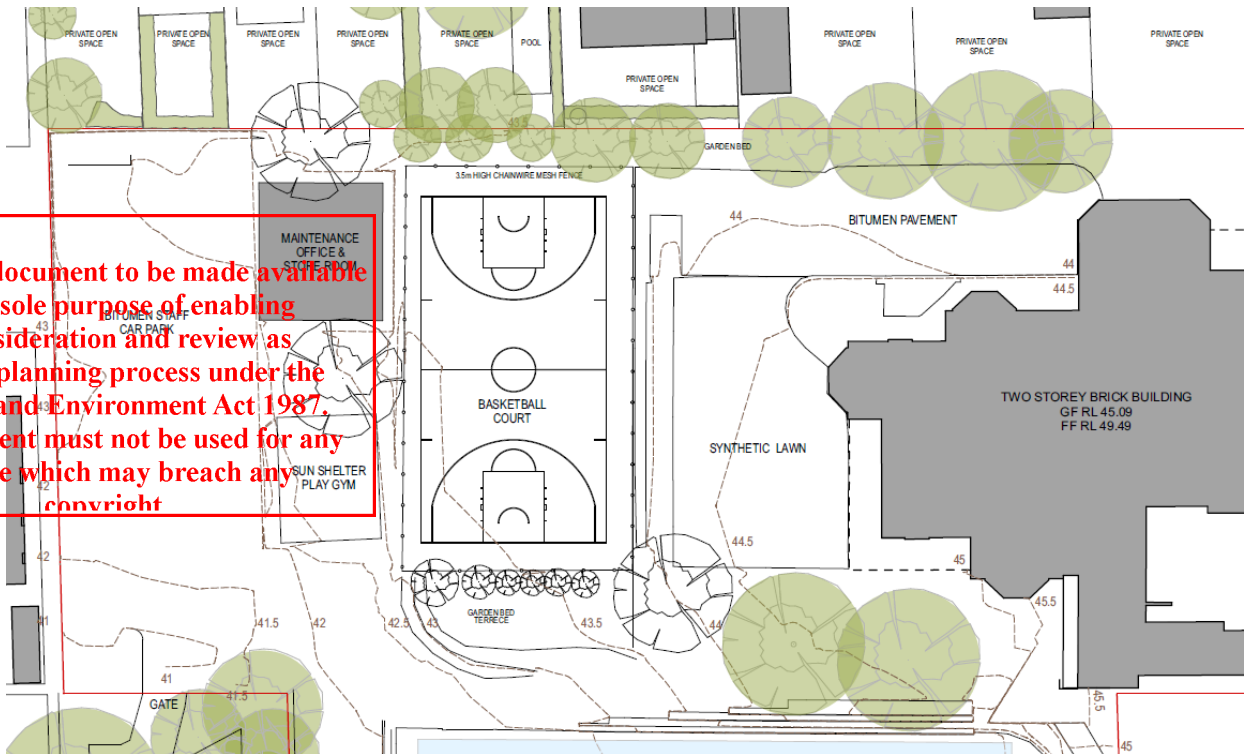 PRIVATE OPEN
SPACE
PRIVATE OPEN
SPACE
PRIVATE OPEN
SPACE
PRIVATE OPEN
SPACE
PRIVATE OPEN
SPACE
POOL
PRIVATE OPEN
SPACE
PRIVATE OPEN
SPACE
PRIVATE OPEN
SPACE
PRIVATE OPEN
SPACE
43.5
GARDEN BED
3.5m HIGH CHAINWIRE MESH FENCE
44
BITUMEN PAVEMENT
44
44.5
MAINTENANCE
OFFICE &
STORE ROOM
document to be made available
sole purpose of enabling
sideration and review as
planning process under the
and Environment Act 1987.
ent must not be used for any
e which may breach any
copyright
BITUMEN STAFF
CAR PARK
43
43
42
42
41
SUN SHELTER
PLAY GYM
BASKETBALL
COURT
SYNTHETIC LAWN
TWO STOREY BRICK BUILDING
GF RL 45.09
FF RL 49.49
44.5
45
45.5
GARDEN BED
TERRECE
41.5
42
42.5
43
43.5
44
41
41.5
GATE
45.5
45